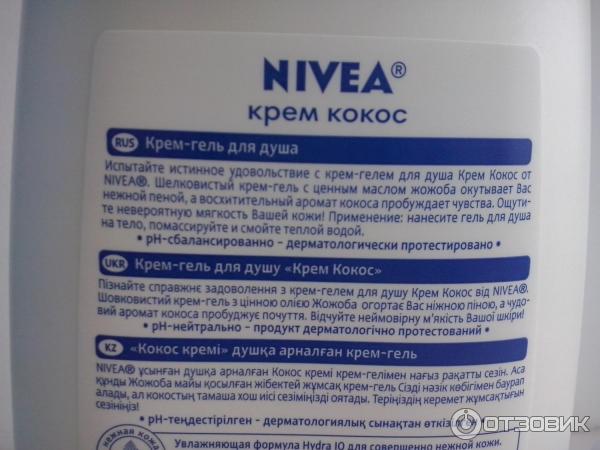 NIVEA®
крем кокос
RUS Крем-гель для душа
Испытайте истинное удовольствие с крем-гелем для душа Крем Кокос от
NIVEA®. Шелковистый крем-гель с ценным маслом жожоба окутывает Вас
нежной пеной, а восхитительный аромат кокоса пробуждает чувства. Ощути-
те невероятную мягкость Вашей кожи! Применение: нанесите гель для душа
на тело, помассируйте и смойте теплой водой.
• pH-сбалансированно - дерматологически протестировано •
UKR Крем-гель для душу «Крем Кокос»
Пізнайте справжнє задоволення з крем-гелем для душу Крем Кокос від NIVEA®.
Шовковистий крем-гель с цінною олією Жожоба огортає Вас ніжною піною, а чудо-
вий аромат кокоса пробуджує почуття. Відчуйте неймовірну м'якість Вашої шкіри!
• pH-нейтрально - продукт дерматологічно протестований •
KZ «Кокос кремі» душқа арналған крем-гель
NIVEA® ұсынған душқа арналған Кокос кремі крем-гелімен нағыз рақатты сезін. Аса
құнды Жожоба майы қосылған жібектей жұмсақ крем-гель Сізді нәзік көбігімен баурап
алады, ал кокостың тамаша хош иісі сезіміңізді оятады. Теріңіздің керемет жұмсақтығын
сезініңіз!
• pH-теңдестірілген - дерматологиялық сынақтан өткізілген •
нежная кожа
Увлажняющая формула Hydra IQ для совершенно нежной кожи.
ОТЗОВИК